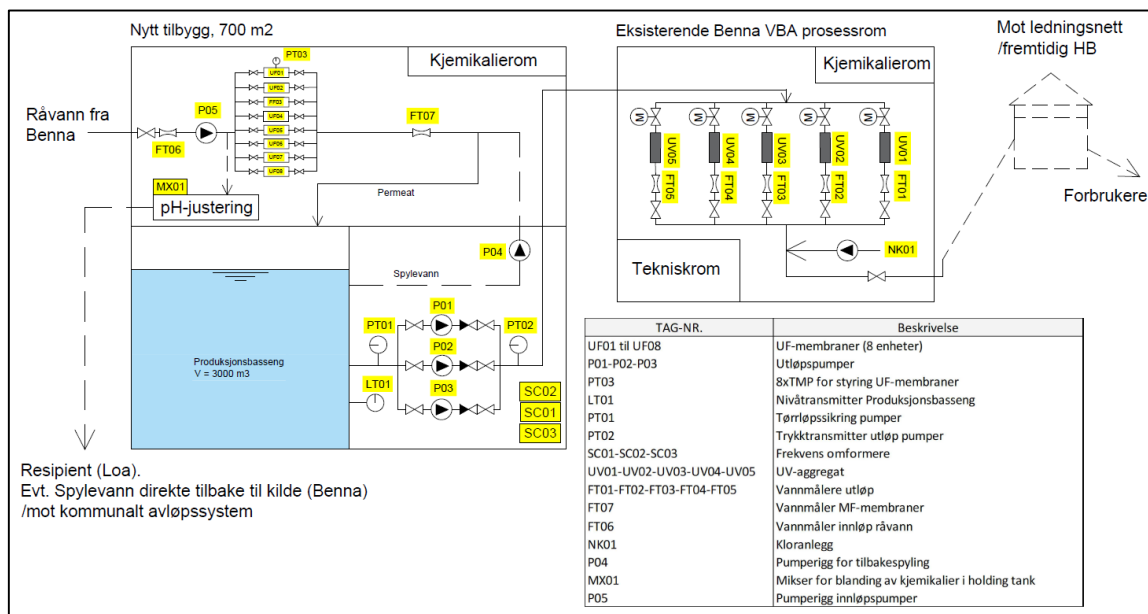 Nytt tilbygg, 700 m2
Eksisterende Benna VBA prosessrom
Mot ledningsnett
/fremtidig HB
PT03
Kjemikalierom
Kjemikalierom
UF01
UF02
FF03
UF04
UF05
UF06
UF07
UF08
P05
Råvann fra
Benna
FT06
FT07
M
M
M
M
M
UV05
UV04
UV03
UV02
UV01
FT05
FT04
FT03
FT02
FT01
Forbrukere
MX01
pH-justering
Permeat
P04
NK01
Tekniskrom
Spylevann
P01
PT01
PT02
P02
Produksjonsbasseng
V = 3000 m3
LT01
P03
SC02
SC01
SC03
Resipient (Loa).
Evt. Spylevann direkte tilbake til kilde (Benna)
/mot kommunalt avløpssystem
TAG-NR. Beskrivelse
UF01 til UF08 UF-membraner (8 enheter)
P01-P02-P03 Utløpspumper
PT03 8xTMP for styring UF-membraner
LT01 Nivåtransmitter Produksjonsbasseng
PT01 Tørrløpssikring pumper
PT02 Trykktransmitter utløp pumper
SC01-SC02-SC03 Frekvens omformere
UV01-UV02-UV03-UV04-UV05 UV-aggregat
FT01-FT02-FT03-FT04-FT05 Vannmålere utløp
FT07 Vannmåler MF-membraner
FT06 Vannmåler innløp råvann
NK01 Kloranlegg
P04 Pumperigg for tilbakespyling
MX01 Mikser for blanding av kjemikalier i holding tank
P05 Pumperigg innløpspumper